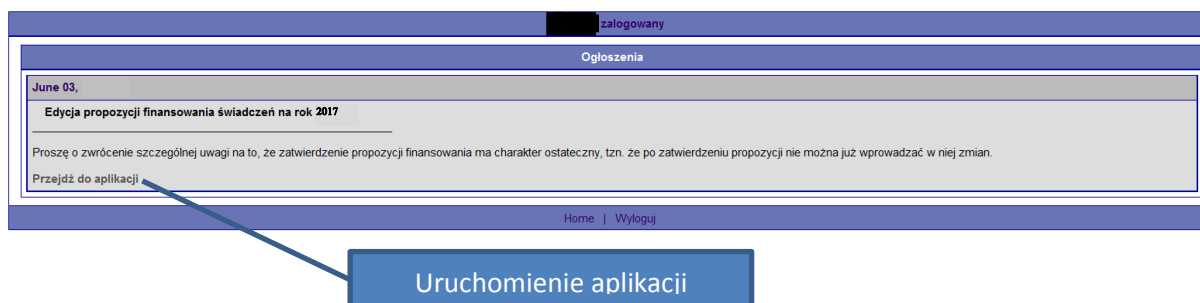 zalogowany
Ogłoszenia
June 03,
Edycja propozycji finansowania świadczeń na rok 2017
Proszę o zwrócenie szczególnej uwagi na to, że zatwierdzenie propozycji finansowania ma charakter ostateczny, tzn. że po zatwierdzeniu propozycji nie można już wprowadzać w niej zmian.
Przejdź do aplikacji
Home | Wyloguj
Uruchomienie aplikacji